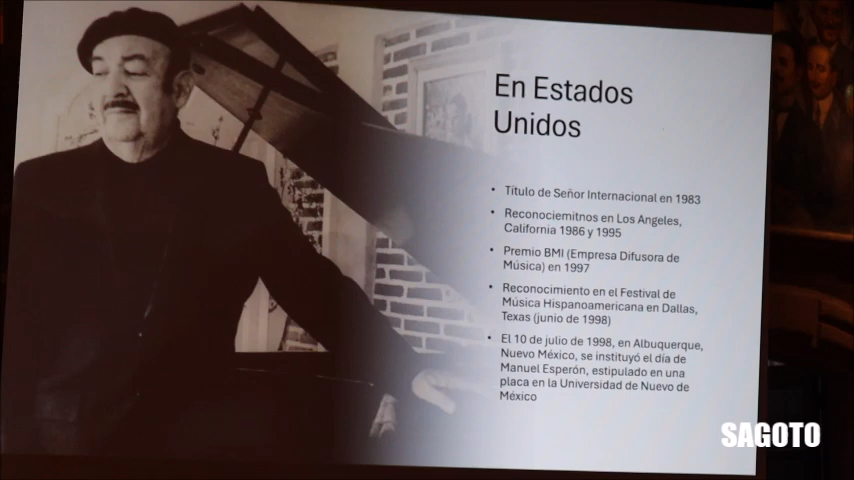 En Estados
Unidos
• Título de Señor Internacional en 1983
• Reconociemitnos en Los Angeles,
California 1986 y 1995
• Premio BMI (Empresa Difusora de
Música) en 1997
• Reconocimiento en el Festival de
Música Hispanoamericana en Dallas,
Texas (junio de 1998)
• El 10 de julio de 1998, en Albuquerque,
Nuevo México, se instituyó el día de
Manuel Esperón, estipulado en una
placa en la Universidad de Nuevo de
México
SAGOTO